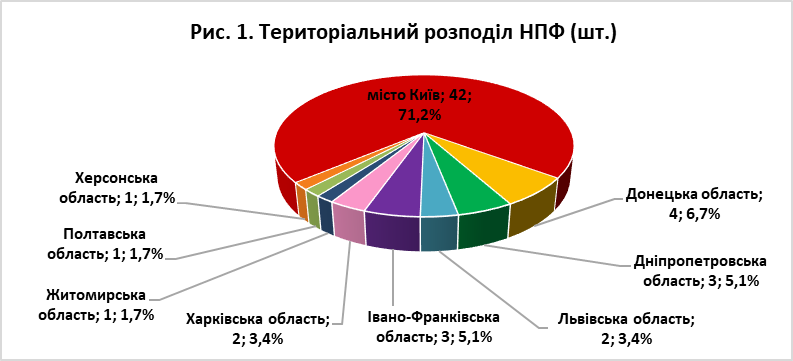 Рис. 1. Територіальний розподіл НПФ (шт.)
місто Київ; 42;
71,2%
Донецька область;
4; 6,7%
Дніпропетровська
область; 3; 5,1%
Львівська область;
2; 3,4%
Івано-Франківська
область; 3; 5,1%
Харківська область;
2; 3,4%
Житомирська
область; 1; 1,7%
Полтавська
область; 1; 1,7%
Херсонська
область; 1; 1,7%